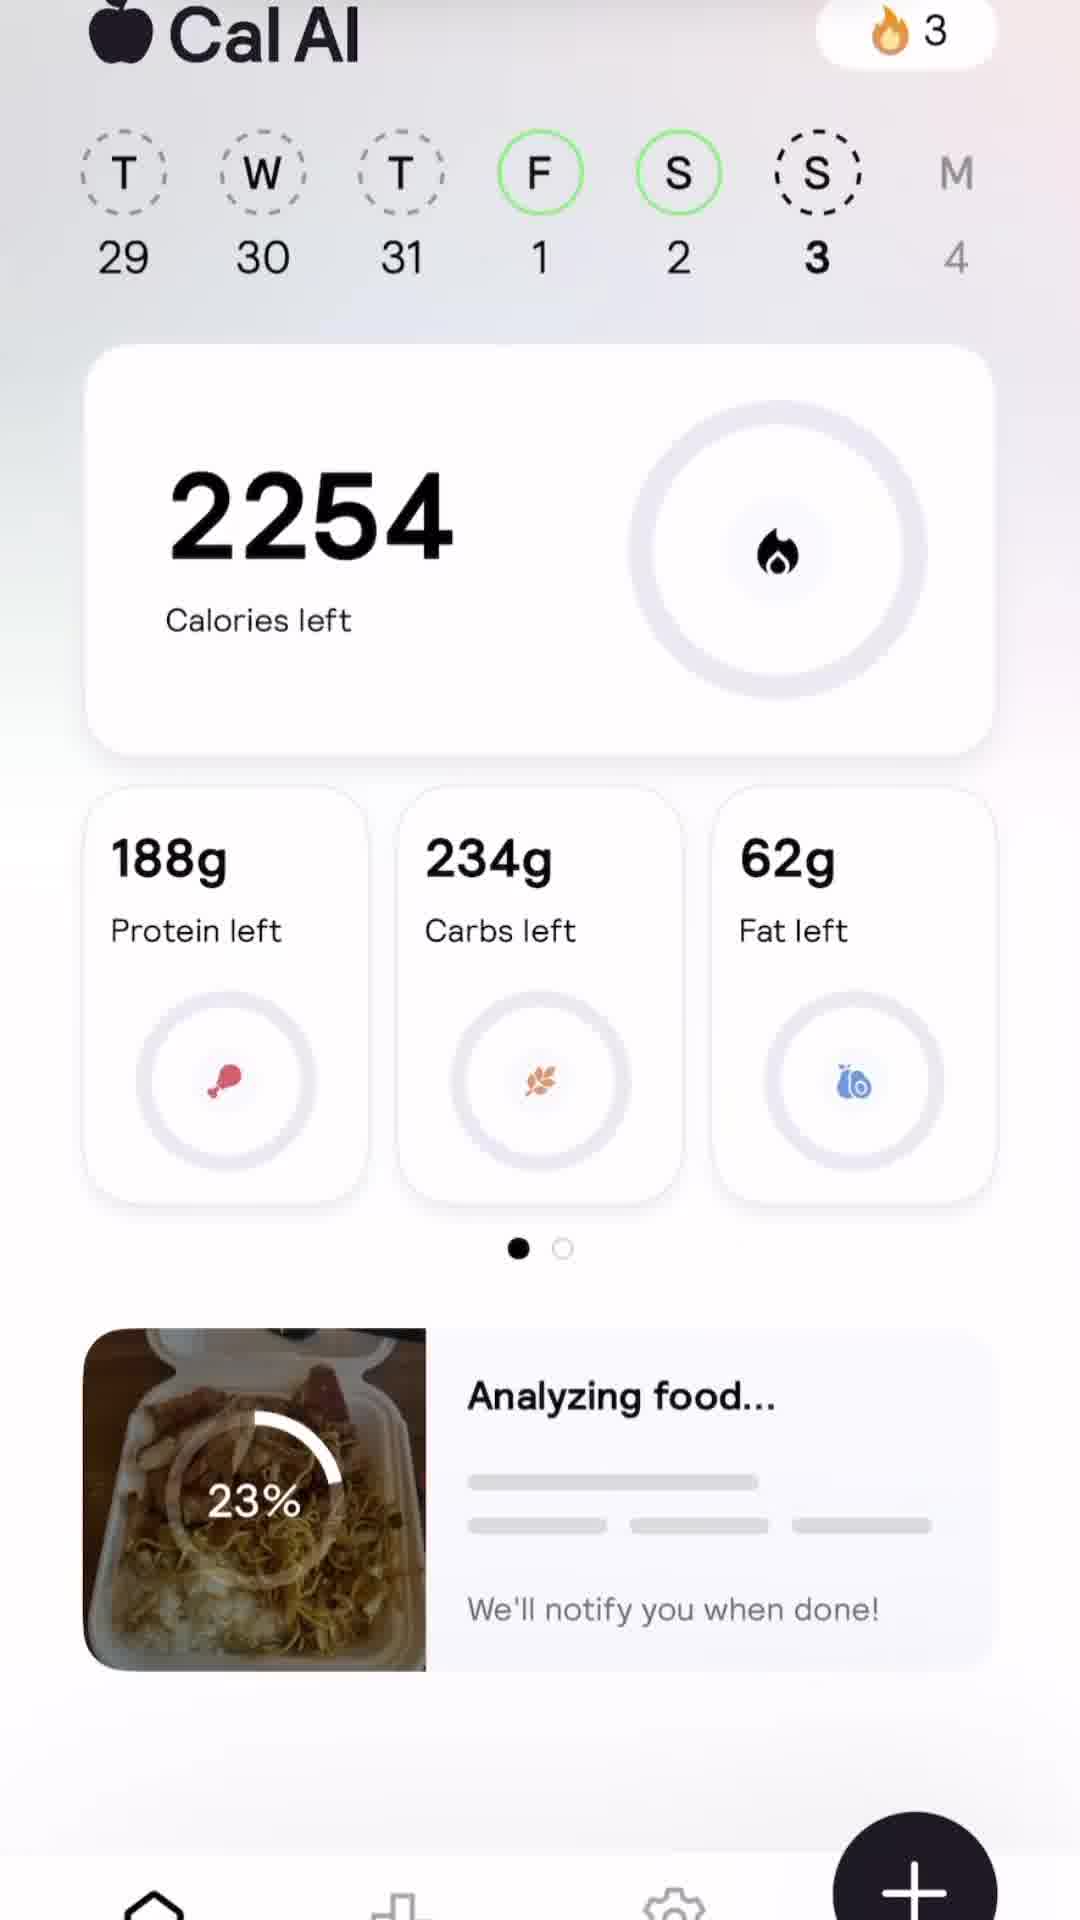 Cal AI
3
T W T F S S M
29 30 31 1 2 3 4
2254
Calories left
188g 234g 62g
Protein left Carbs left Fat left
Analyzing food...
23%
We'll notify you when done!